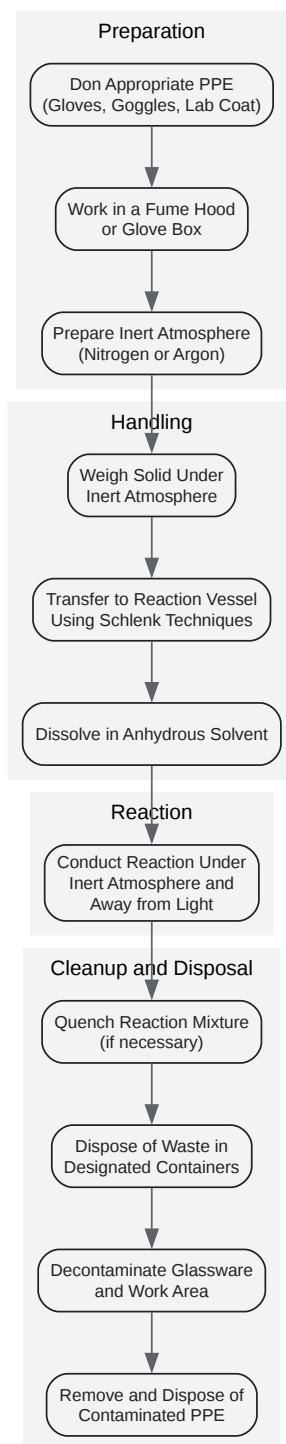 Preparation
Don Appropriate PPE
(Gloves, Goggles, Lab Coat)
Work in a Fume Hood
or Glove Box
Prepare Inert Atmosphere
(Nitrogen or Argon)
Handling
Weigh Solid Under
Inert Atmosphere
Transfer to Reaction Vessel
Using Schlenk Techniques
Dissolve in Anhydrous Solvent
Reaction
Conduct Reaction Under
Inert Atmosphere and
Away from Light
Cleanup and Disposal
Quench Reaction Mixture
(if necessary)
Dispose of Waste in
Designated Containers
Decontaminate Glassware
and Work Area
Remove and Dispose of
Contaminated PPE